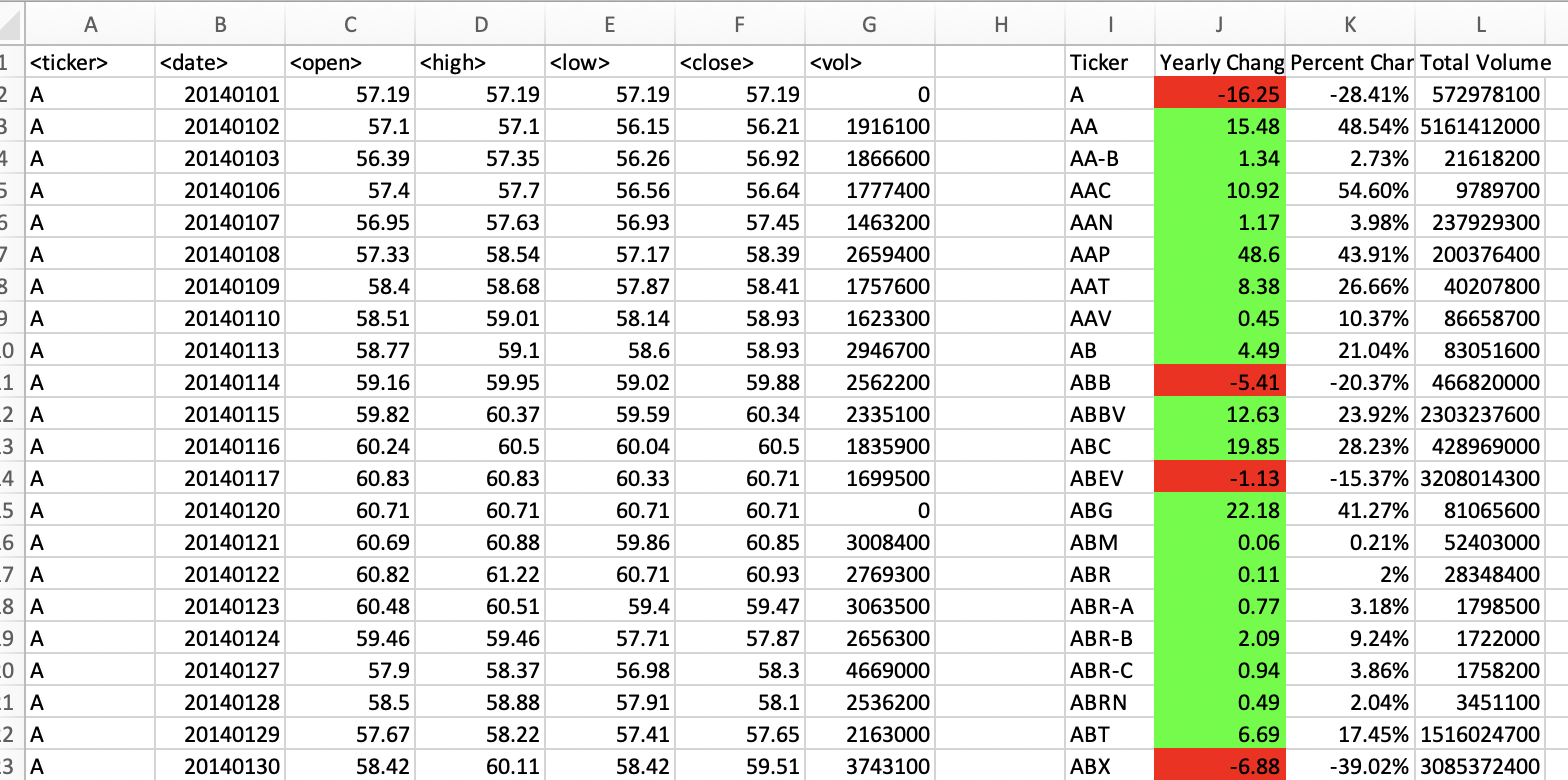 A B C D E F G H I J K L
1 <ticker> <date> <open> <high> <low> <close> <vol> Ticker Yearly Chang Percent Char Total Volume
2 A 20140101 57.19 57.19 57.19 57.19 0 A -16.25 -28.41% 572978100
3 A 20140102 57.1 57.1 56.15 56.21 1916100 AA 15.48 48.54% 5161412000
4 A 20140103 56.39 57.35 56.26 56.92 1866600 AA-B 1.34 2.73% 21618200
5 A 20140106 57.4 57.7 56.56 56.64 1777400 AAC 10.92 54.60% 9789700
6 A 20140107 56.95 57.63 56.93 57.45 1463200 AAN 1.17 3.98% 237929300
7 A 20140108 57.33 58.54 57.17 58.39 2659400 AAP 48.6 43.91% 200376400
8 A 20140109 58.4 58.68 57.87 58.41 1757600 AAT 8.38 26.66% 40207800
9 A 20140110 58.51 59.01 58.14 58.93 1623300 AAV 0.45 10.37% 86658700
0 A 20140113 58.77 59.1 58.6 58.93 2946700 AB 4.49 21.04% 83051600
1 A 20140114 59.16 59.95 59.02 59.88 2562200 ABB -5.41 -20.37% 466820000
2 A 20140115 59.82 60.37 59.59 60.34 2335100 ABBV 12.63 23.92% 2303237600
3 A 20140116 60.24 60.5 60.04 60.5 1835900 ABC 19.85 28.23% 428969000
4 A 20140117 60.83 60.83 60.33 60.71 1699500 ABEV -1.13 -15.37% 3208014300
5 A 20140120 60.71 60.71 60.71 60.71 0 ABG 22.18 41.27% 81065600
6 A 20140121 60.69 60.88 59.86 60.85 3008400 ABM 0.06 0.21% 52403000
7 A 20140122 60.82 61.22 60.71 60.93 2769300 ABR 0.11 2% 28348400
8 A 20140123 60.48 60.51 59.4 59.47 3063500 ABR-A 0.77 3.18% 1798500
9 A 20140124 59.46 59.46 57.71 57.87 2656300 ABR-B 2.09 9.24% 1722000
0 A 20140127 57.9 58.37 56.98 58.3 4669000 ABR-C 0.94 3.86% 1758200
1 A 20140128 58.5 58.88 57.91 58.1 2536200 ABRN 0.49 2.04% 3451100
2 A 20140129 57.67 58.22 57.41 57.65 2163000 ABT 6.69 17.45% 1516024700
3 A 20140130 58.42 60.11 58.42 59.51 3743100 ABX -6.88 -39.02% 3085372400